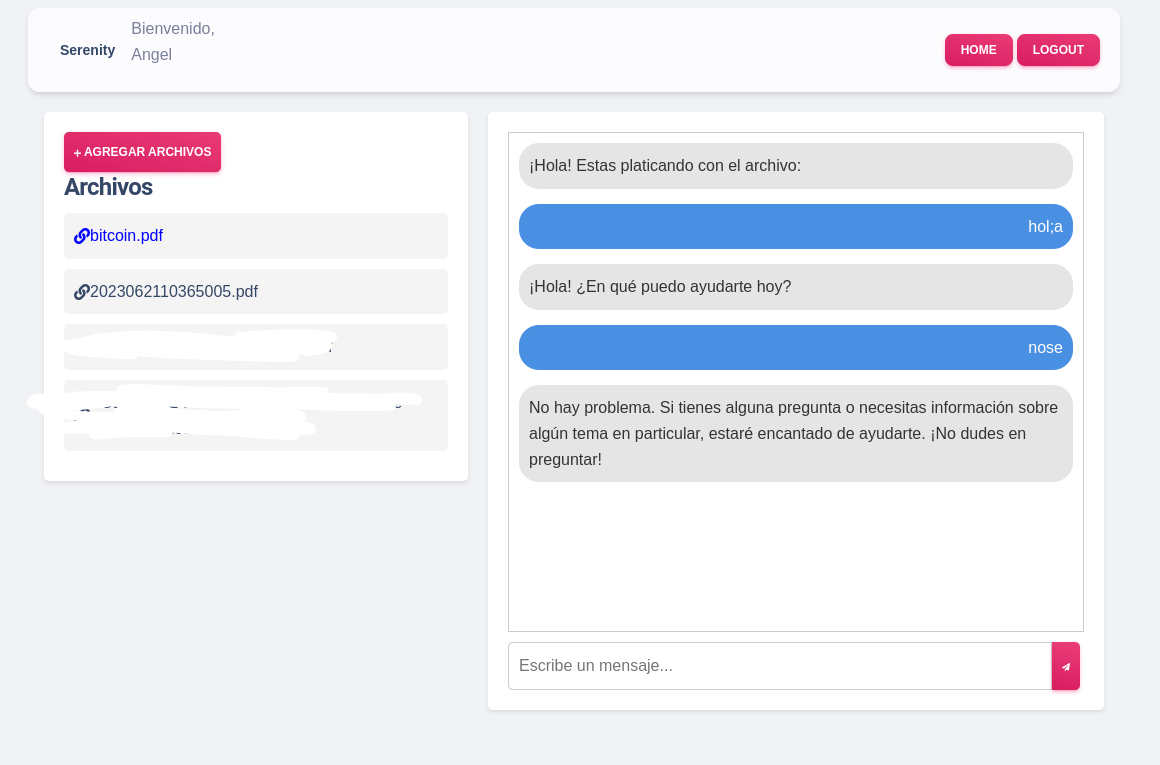 Bienvenido,
Serenity
Angel
HOME
LOGOUT
+ AGREGAR ARCHIVOS
Archivos
bitcoin.pdf
2023062110365005.pdf
¡Hola! Estas platicando con el archivo:
hol;a
¡Hola! ¿En qué puedo ayudarte hoy?
nose
No hay problema. Si tienes alguna pregunta o necesitas información sobre
algún tema en particular, estaré encantado de ayudarte. ¡No dudes en
preguntar!
Escribe un mensaje...